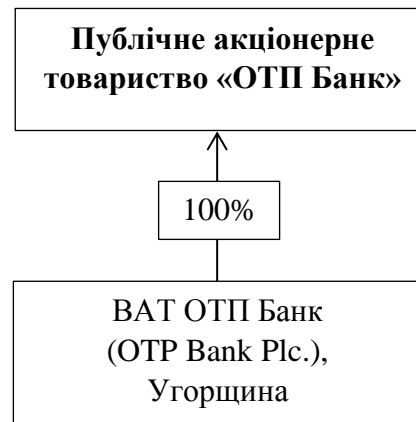 Публічне акціонерне
товариство «ОТП Банк»
100%
ВАТ ОТП Банк
(OTP Bank Plc.),
Угорщина